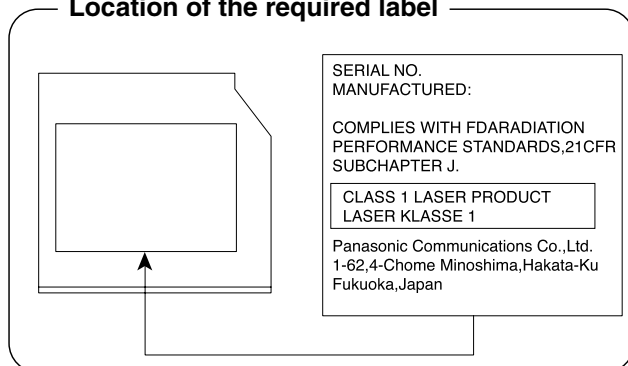 Location of the required label
SERIAL NO.
MANUFACTURED:
COMPLIES WITH FDARADIATION
PERFORMANCE STANDARDS,21CFR
SUBCHAPTER J.
CLASS 1 LASER PRODUCT
LASER KLASSE 1
Panasonic Communications Co.,Ltd.
1-62,4-Chome Minoshima,Hakata-Ku
Fukuoka,Japan